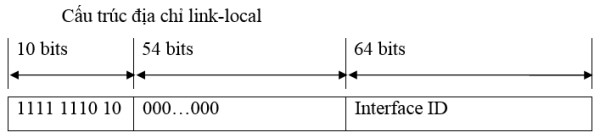 Cấu trúc địa chỉ link-local
10 bits 54 bits 64 bits
1111 1110 10 000…000 Interface ID